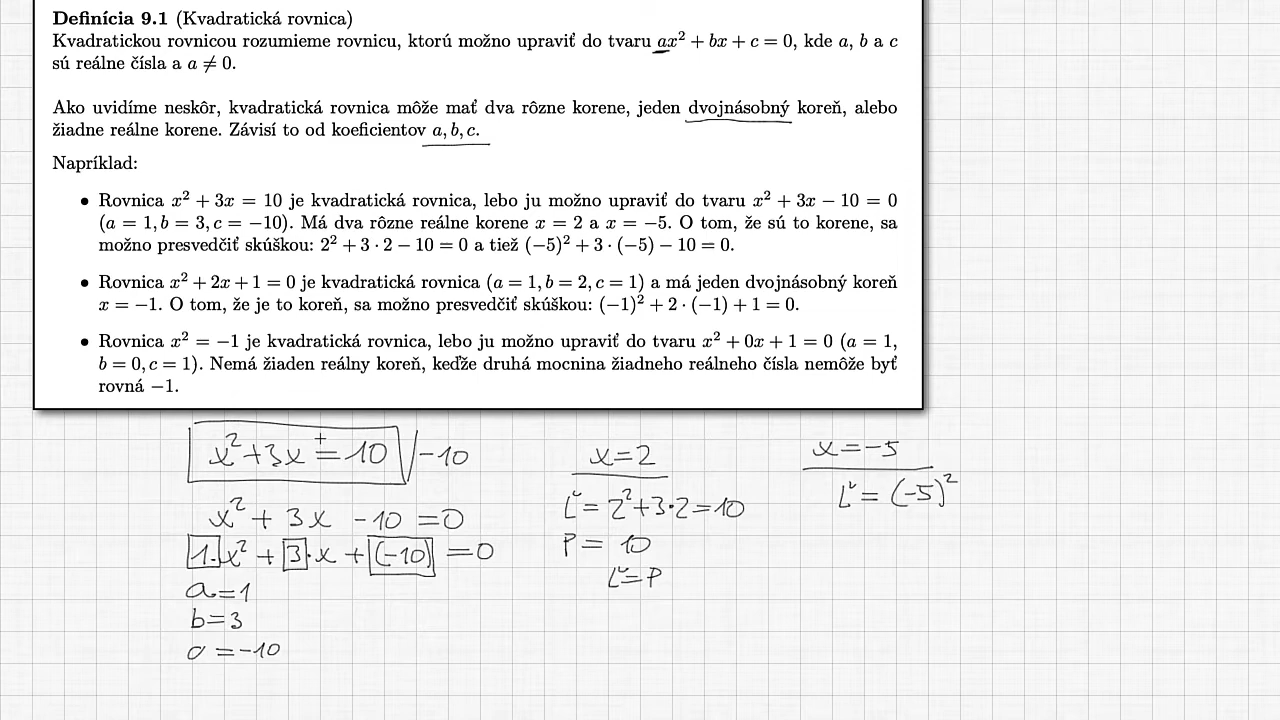 Definícia 9.1 (Kvadratická rovnica)
Kvadratickou rovnicou rozumieme rovnicu, ktorú možno upraviť do tvaru ax² + bx + c = 0, kde a, b a c
sú reálne čísla a a ≠ 0.
Ako uvidíme neskôr, kvadratická rovnica môže mať dva rôzne korene, jeden dvojnásobný koreň, alebo
žiadne reálne korene. Závisí to od koeficientov a, b, c.
Napríklad:
• Rovnica x² + 3x = 10 je kvadratická rovnica, lebo ju možno upraviť do tvaru x² + 3x − 10 = 0
(a = 1, b = 3, c = −10). Má dva rôzne reálne korene x = 2 a x = −5. O tom, že sú to korene, sa
možno presvedčiť skúškou: 2² + 3 · 2 − 10 = 0 a tiež (−5)² + 3 · (−5) − 10 = 0.
• Rovnica x² + 2x + 1 = 0 je kvadratická rovnica (a = 1, b = 2, c = 1) a má jeden dvojnásobný koreň
x = −1. O tom, že je to koreň, sa možno presvedčiť skúškou: (−1)² + 2 · (−1) + 1 = 0.
• Rovnica x² = −1 je kvadratická rovnica, lebo ju možno upraviť do tvaru x² + 0x + 1 = 0 (a = 1,
b = 0, c = 1). Nemá žiaden reálny koreň, keďže druhá mocnina žiadneho reálneho čísla nemôže byť
rovná −1.
x² + 3x = 10 / −10
x² + 3x − 10 = 0
1·x² + 3·x + (−10) = 0
a = 1
b = 3
c = −10
x = 2
Ľ = 2² + 3·2 = 10
P = 10
Ľ = P
x = −5
Ľ = (−5)²